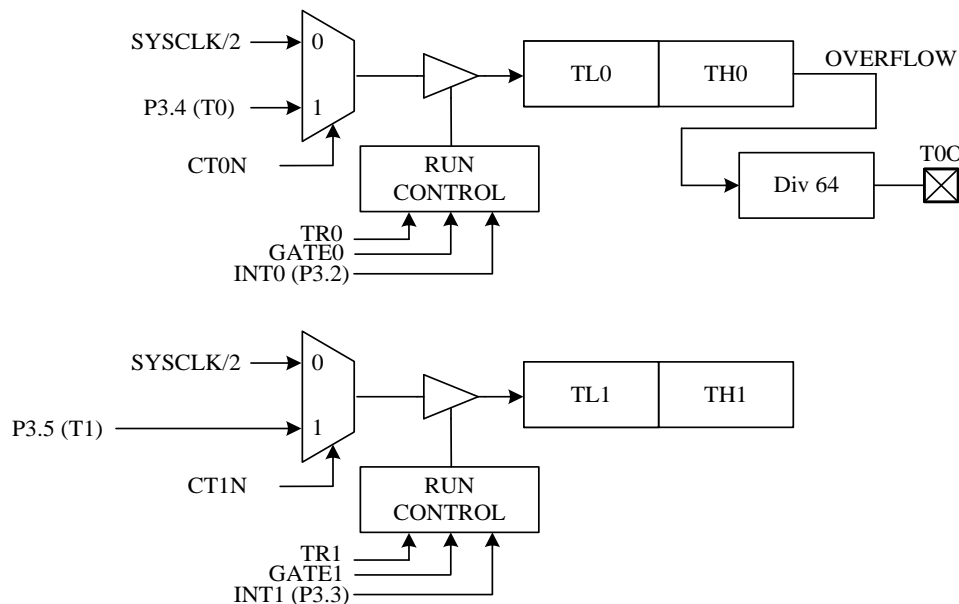 SYSCLK/2
0
P3.4 (T0)
1
CT0N
TL0
TH0
OVERFLOW
RUN
CONTROL
TR0
GATE0
INT0 (P3.2)
Div 64
T0O
SYSCLK/2
0
P3.5 (T1)
1
CT1N
TL1
TH1
RUN
CONTROL
TR1
GATE1
INT1 (P3.3)